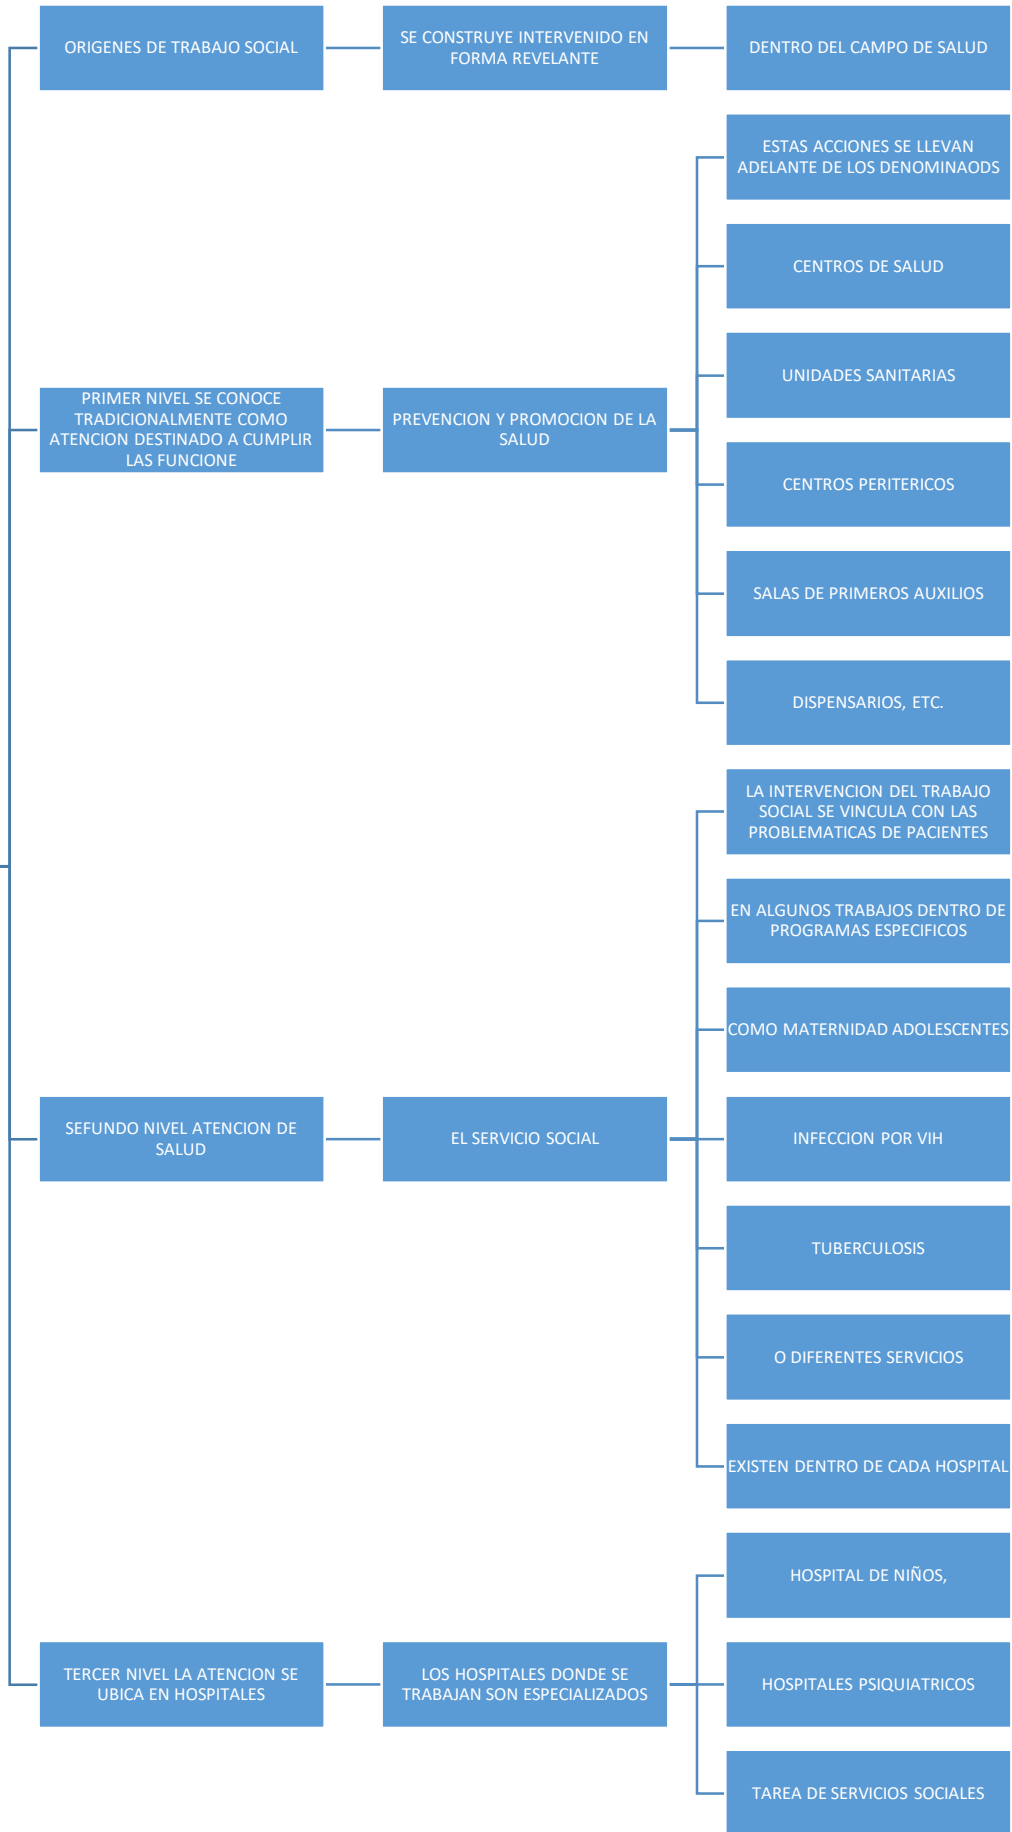 ORIGENES DE TRABAJO SOCIAL
SE CONSTRUYE INTERVENIDO EN
FORMA REVELANTE
DENTRO DEL CAMPO DE SALUD
PRIMER NIVEL SE CONOCE
TRADICIONALMENTE COMO
ATENCION DESTINADO A CUMPLIR
LAS FUNCIONE
PREVENCION Y PROMOCION DE LA
SALUD
ESTAS ACCIONES SE LLEVAN
ADELANTE DE LOS DENOMINAODS
CENTROS DE SALUD
UNIDADES SANITARIAS
CENTROS PERITERICOS
SALAS DE PRIMEROS AUXILIOS
DISPENSARIOS, ETC.
SEFUNDO NIVEL ATENCION DE
SALUD
EL SERVICIO SOCIAL
LA INTERVENCION DEL TRABAJO
SOCIAL SE VINCULA CON LAS
PROBLEMATICAS DE PACIENTES
EN ALGUNOS TRABAJOS DENTRO DE
PROGRAMAS ESPECIFICOS
COMO MATERNIDAD ADOLESCENTES
INFECCION POR VIH
TUBERCULOSIS
O DIFERENTES SERVICIOS
EXISTEN DENTRO DE CADA HOSPITAL
TERCER NIVEL LA ATENCION SE
UBICA EN HOSPITALES
LOS HOSPITALES DONDE SE
TRABAJAN SON ESPECIALIZADOS
HOSPITAL DE NIÑOS,
HOSPITALES PSIQUIATRICOS
TAREA DE SERVICIOS SOCIALES